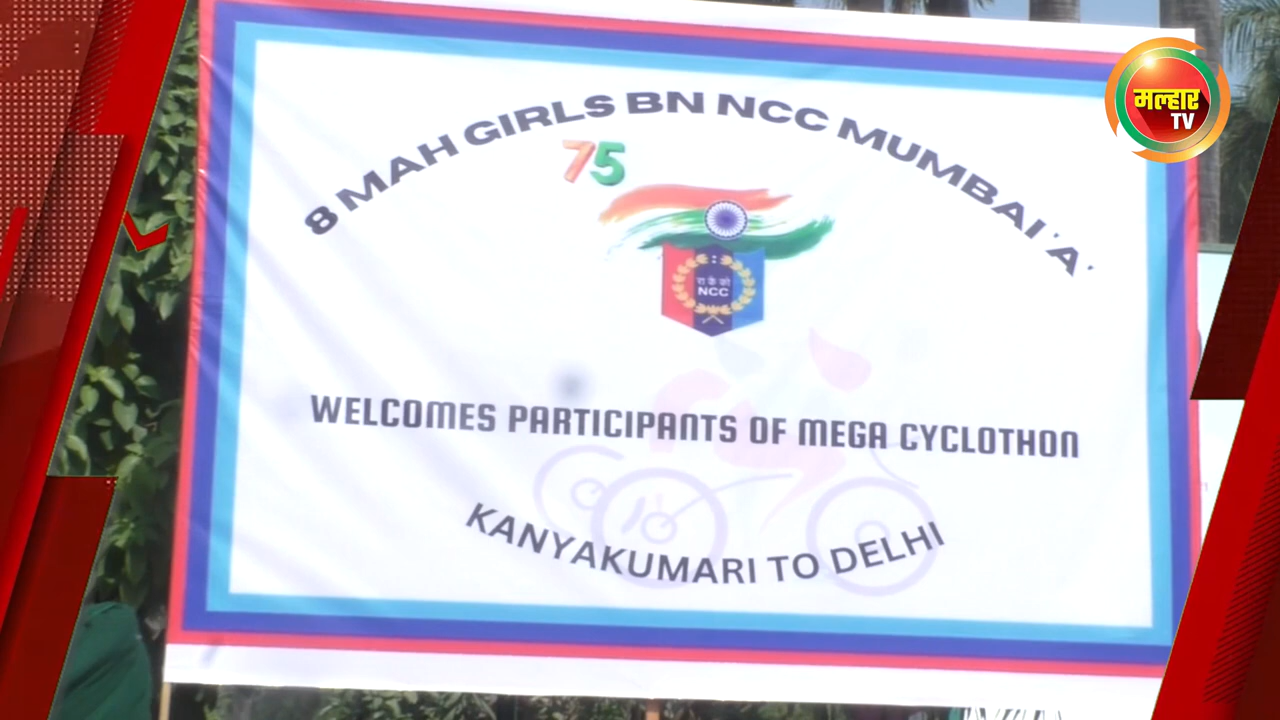 8 MAH GIRLS BN NCC MUMBAI 'A'
75
रा के को
NCC
WELCOMES PARTICIPANTS OF MEGA CYCLOTHON
KANYAKUMARI TO DELHI
मल्हार
TV